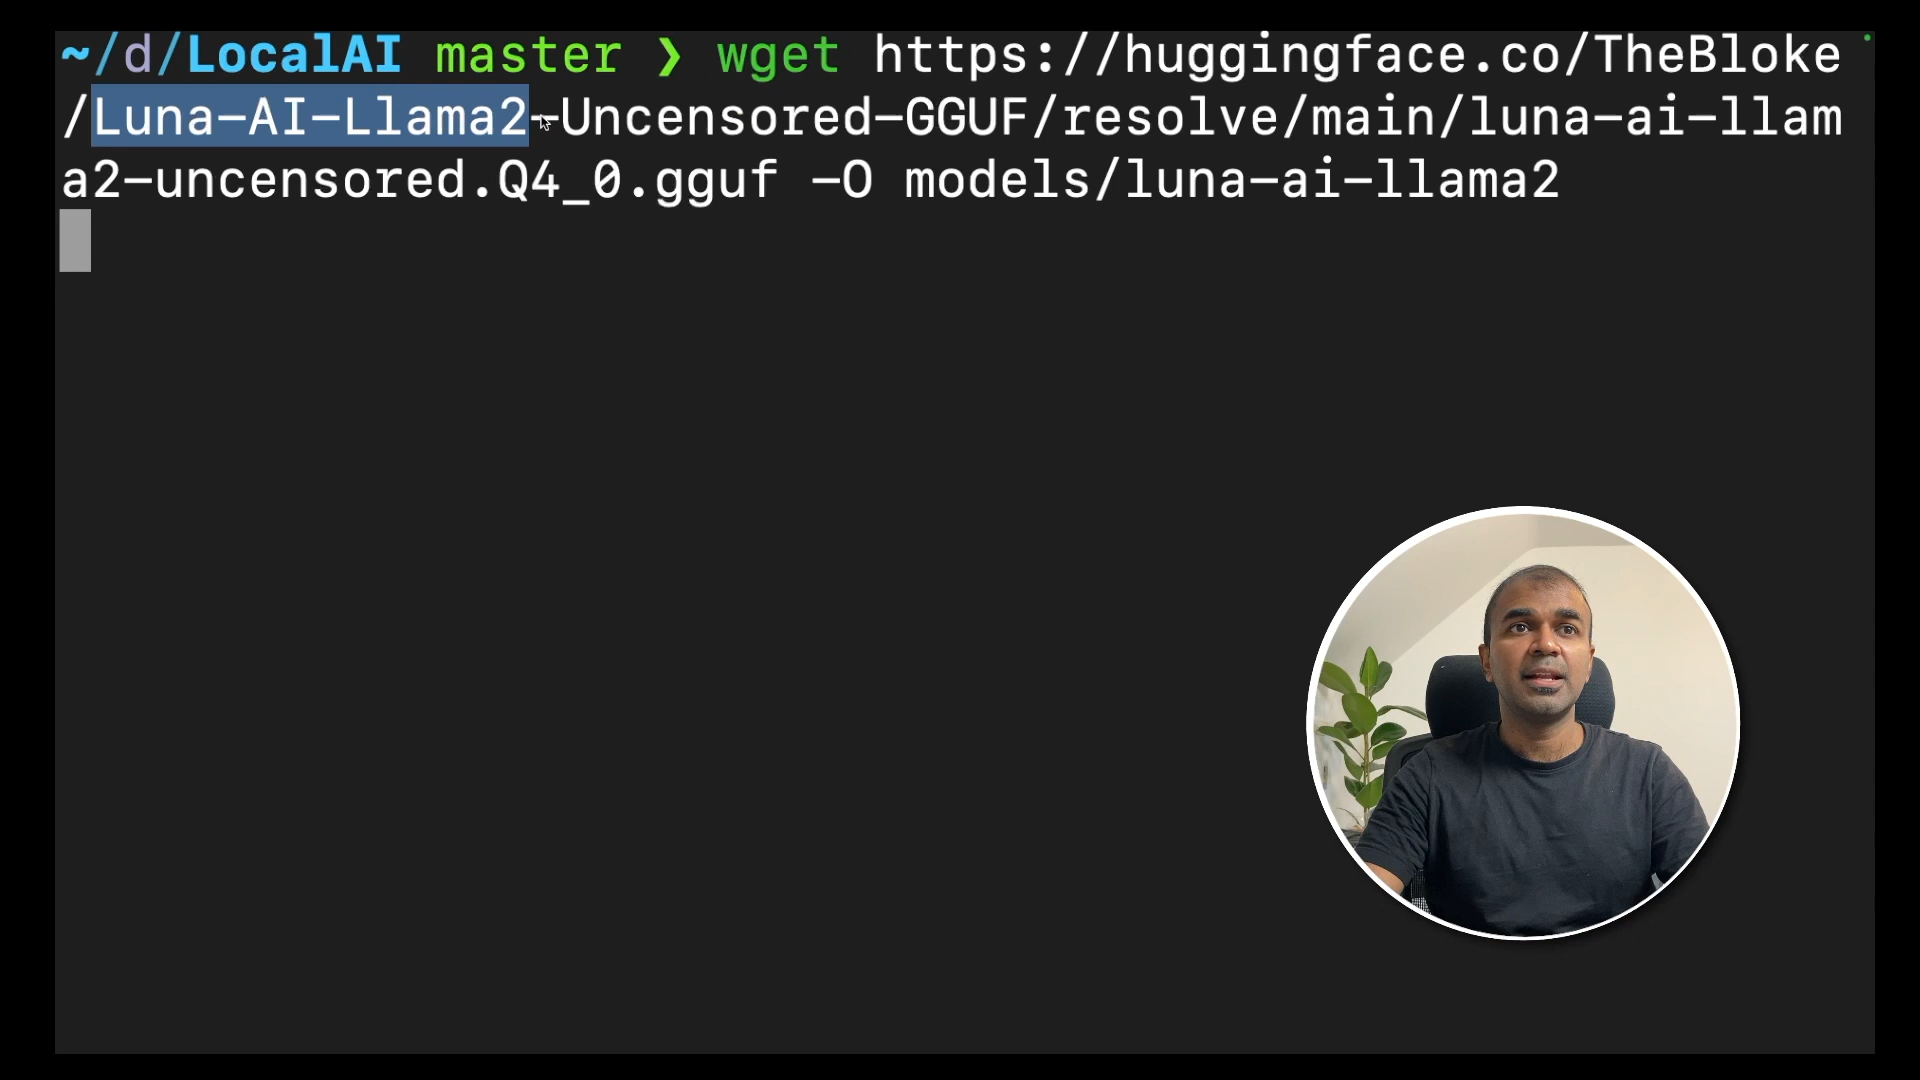 ~/d/LocalAI master ❯ wget https://huggingface.co/TheBloke
/Luna-AI-Llama2-Uncensored-GGUF/resolve/main/luna-ai-llam
a2-uncensored.Q4_0.gguf -O models/luna-ai-llama2